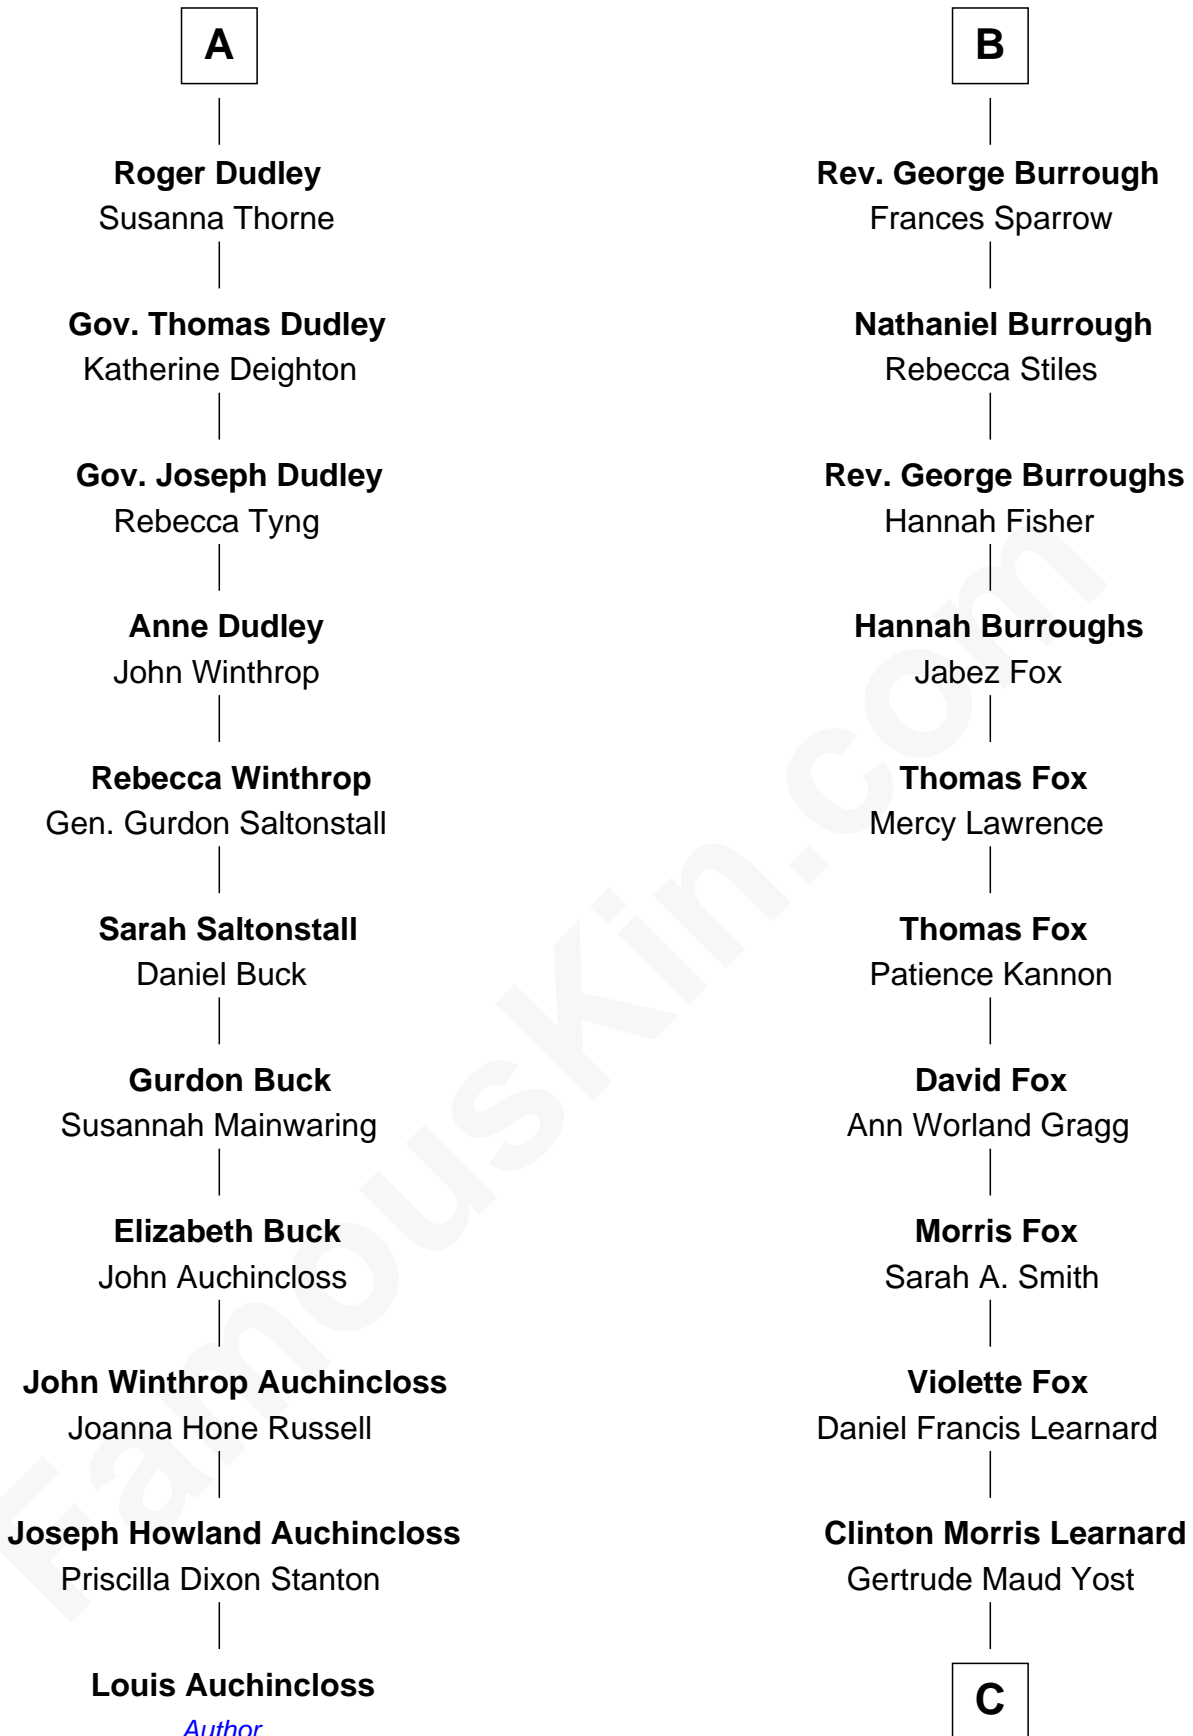 A
Roger Dudley
Susanna Thorne
Gov. Thomas Dudley
Katherine Deighton
Gov. Joseph Dudley
Rebecca Tyng
Anne Dudley
John Winthrop
Rebecca Winthrop
Gen. Gurdon Saltonstall
Sarah Saltonstall
Daniel Buck
Gurdon Buck
Susannah Mainwaring
Elizabeth Buck
John Auchincloss
John Winthrop Auchincloss
Joanna Hone Russell
Joseph Howland Auchincloss
Priscilla Dixon Stanton
Louis Auchincloss
Author
B
Rev. George Burrough
Frances Sparrow
Nathaniel Burrough
Rebecca Stiles
Rev. George Burroughs
Hannah Fisher
Hannah Burroughs
Jabez Fox
Thomas Fox
Mercy Lawrence
Thomas Fox
Patience Kannon
David Fox
Ann Worland Gragg
Morris Fox
Sarah A. Smith
Violette Fox
Daniel Francis Learnard
Clinton Morris Learnard
Gertrude Maud Yost
C
FamousKin.com